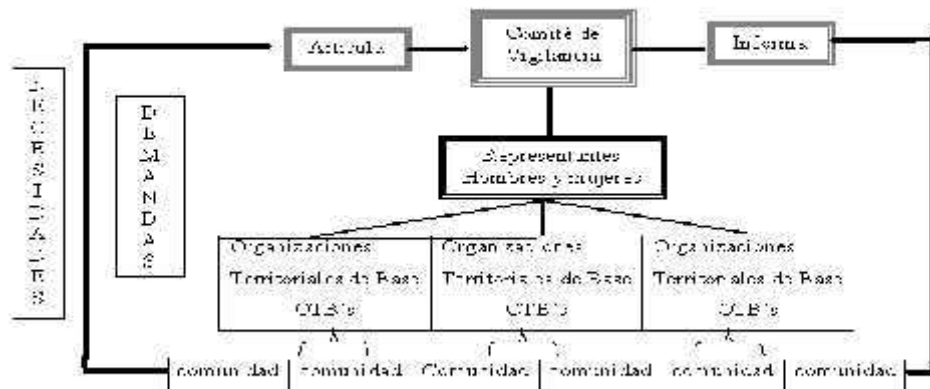 Articula
Comité de
Vigilancia
Informa
NECESIDADES
DEMANDAS
Representantes
Hombres y mujeres
Organizaciones
Territoriales de Base
OTB's
Organizaciones
Territoriales de Base
OTB's
Organizaciones
Territoriales de Base
OTB's
comunidad comunidad Comunidad comunidad comunidad comunidad